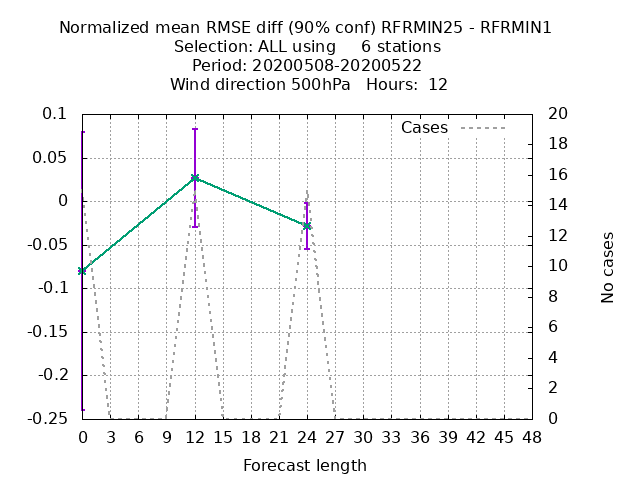 Normalized mean RMSE diff (90% conf) RFRMIN25 - RFRMIN1
Selection: ALL using     6 stations
Period: 20200508-20200522
Wind direction 500hPa   Hours:  12
0.1
0.05
0
-0.05
-0.1
-0.15
-0.2
-0.25
Cases
20
18
16
14
12
10
8
6
4
2
0
No cases
0 3 6 9 12 15 18 21 24 27 30 33 36 39 42 45 48
Forecast length